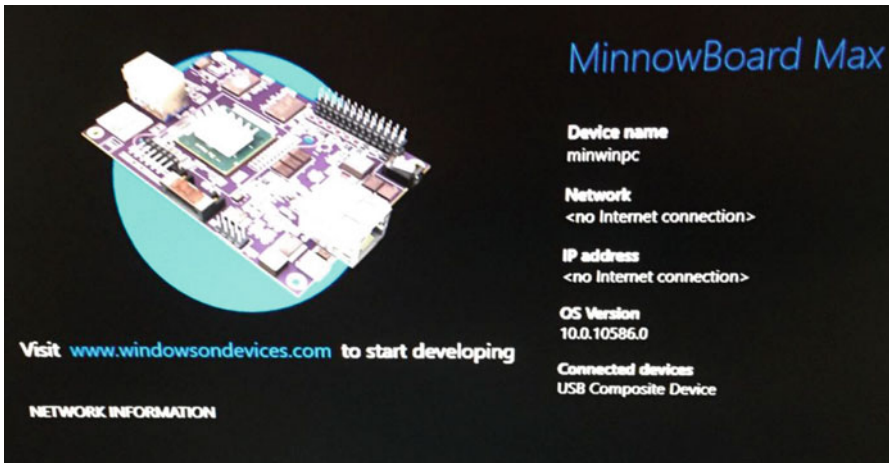 MinnowBoard Max
Device name
minwinpc
Network
<no Internet connection>
IP address
<no Internet connection>
OS Version
10.0.10586.0
Connected devices
USB Composite Device
Visit www.windowsondevices.com to start developing
NETWORK INFORMATION